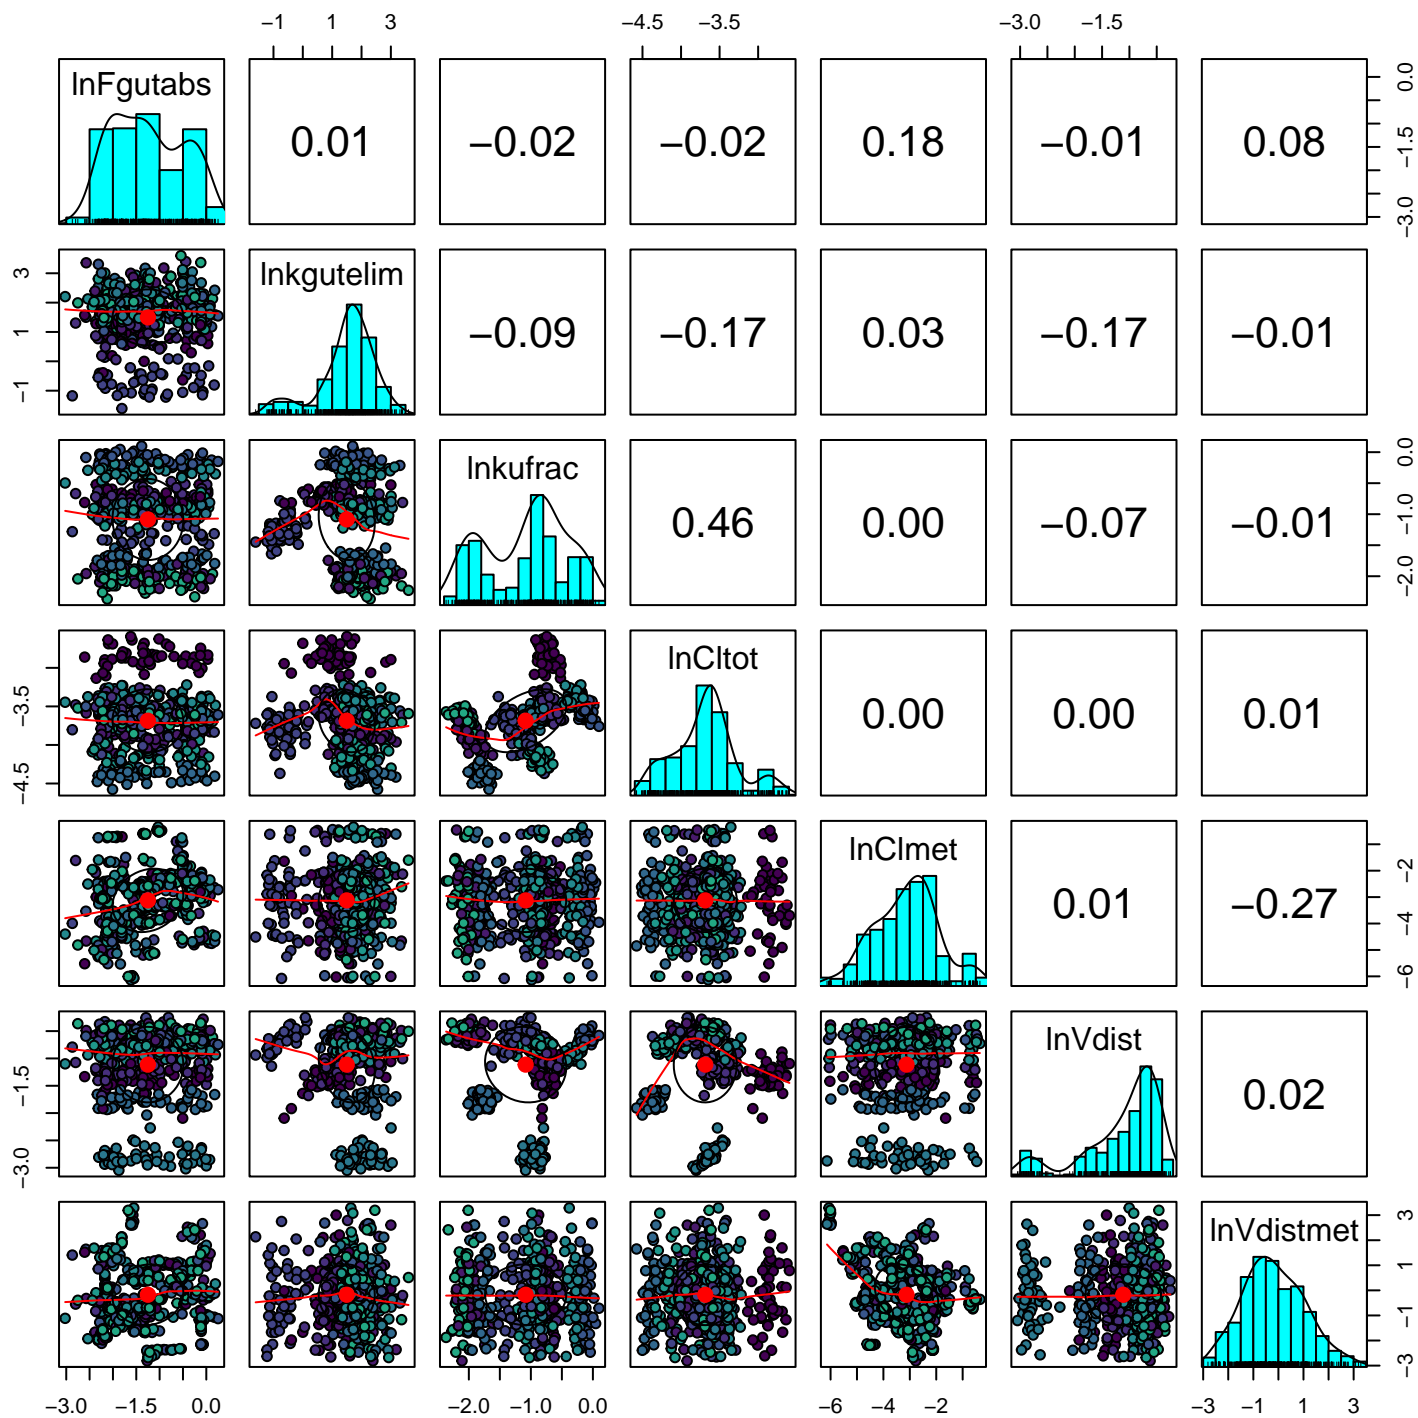 −1 1 3 −4.5 −3.5 −3.0 −1.5
lnFgutabs 0.01 −0.02 −0.02 0.18 −0.01 0.08 −3.0 −1.5 0.0
3 1 −1 lnkgutelim −0.09 −0.17 0.03 −0.17 −0.01
lnkufrac 0.46 0.00 −0.07 −0.01 −2.0 −1.0 0.0
−4.5 −3.5 lnCltot 0.00 0.00 0.01
lnClmet 0.01 −0.27 −6 −4 −2
−3.0 −1.5 lnVdist 0.02
lnVdistmet −3 −1 1 3
−3.0 −1.5 0.0 −2.0 −1.0 0.0 −6 −4 −2 −3 −1 1 3